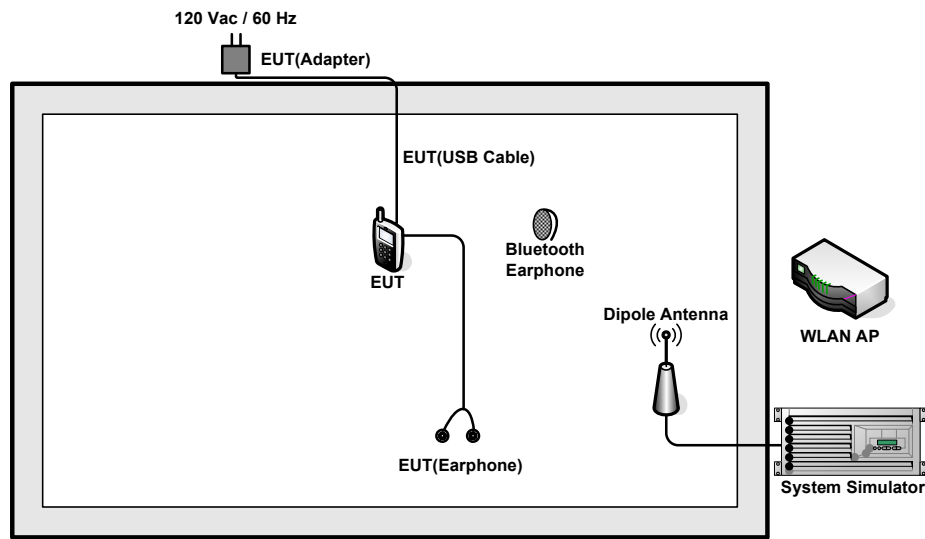 120 Vac / 60 Hz
EUT(Adapter)
EUT(USB Cable)
Bluetooth
Earphone
EUT
Dipole Antenna
WLAN AP
EUT(Earphone)
System Simulator